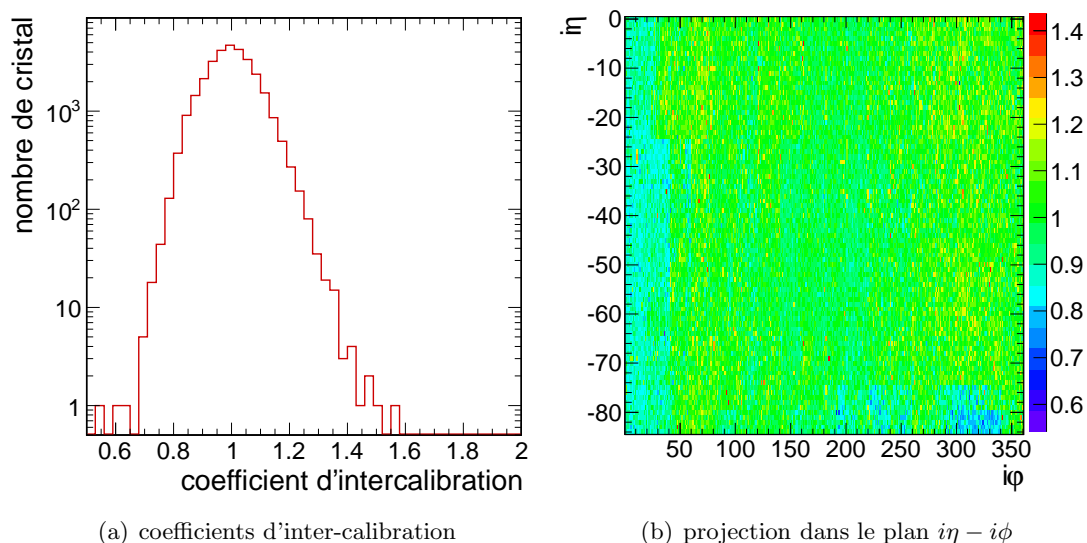 nombre de cristal
10³
10²
10
1
0.6 0.8 1 1.2 1.4 1.6 1.8 2
coefficient d'intercalibration
(a) coefficients d'inter-calibration
iη
0
-10
-20
-30
-40
-50
-60
-70
-80
50 100 150 200 250 300 350
iφ
1.4
1.3
1.2
1.1
1
0.9
0.8
0.7
0.6
(b) projection dans le plan iη − iϕ